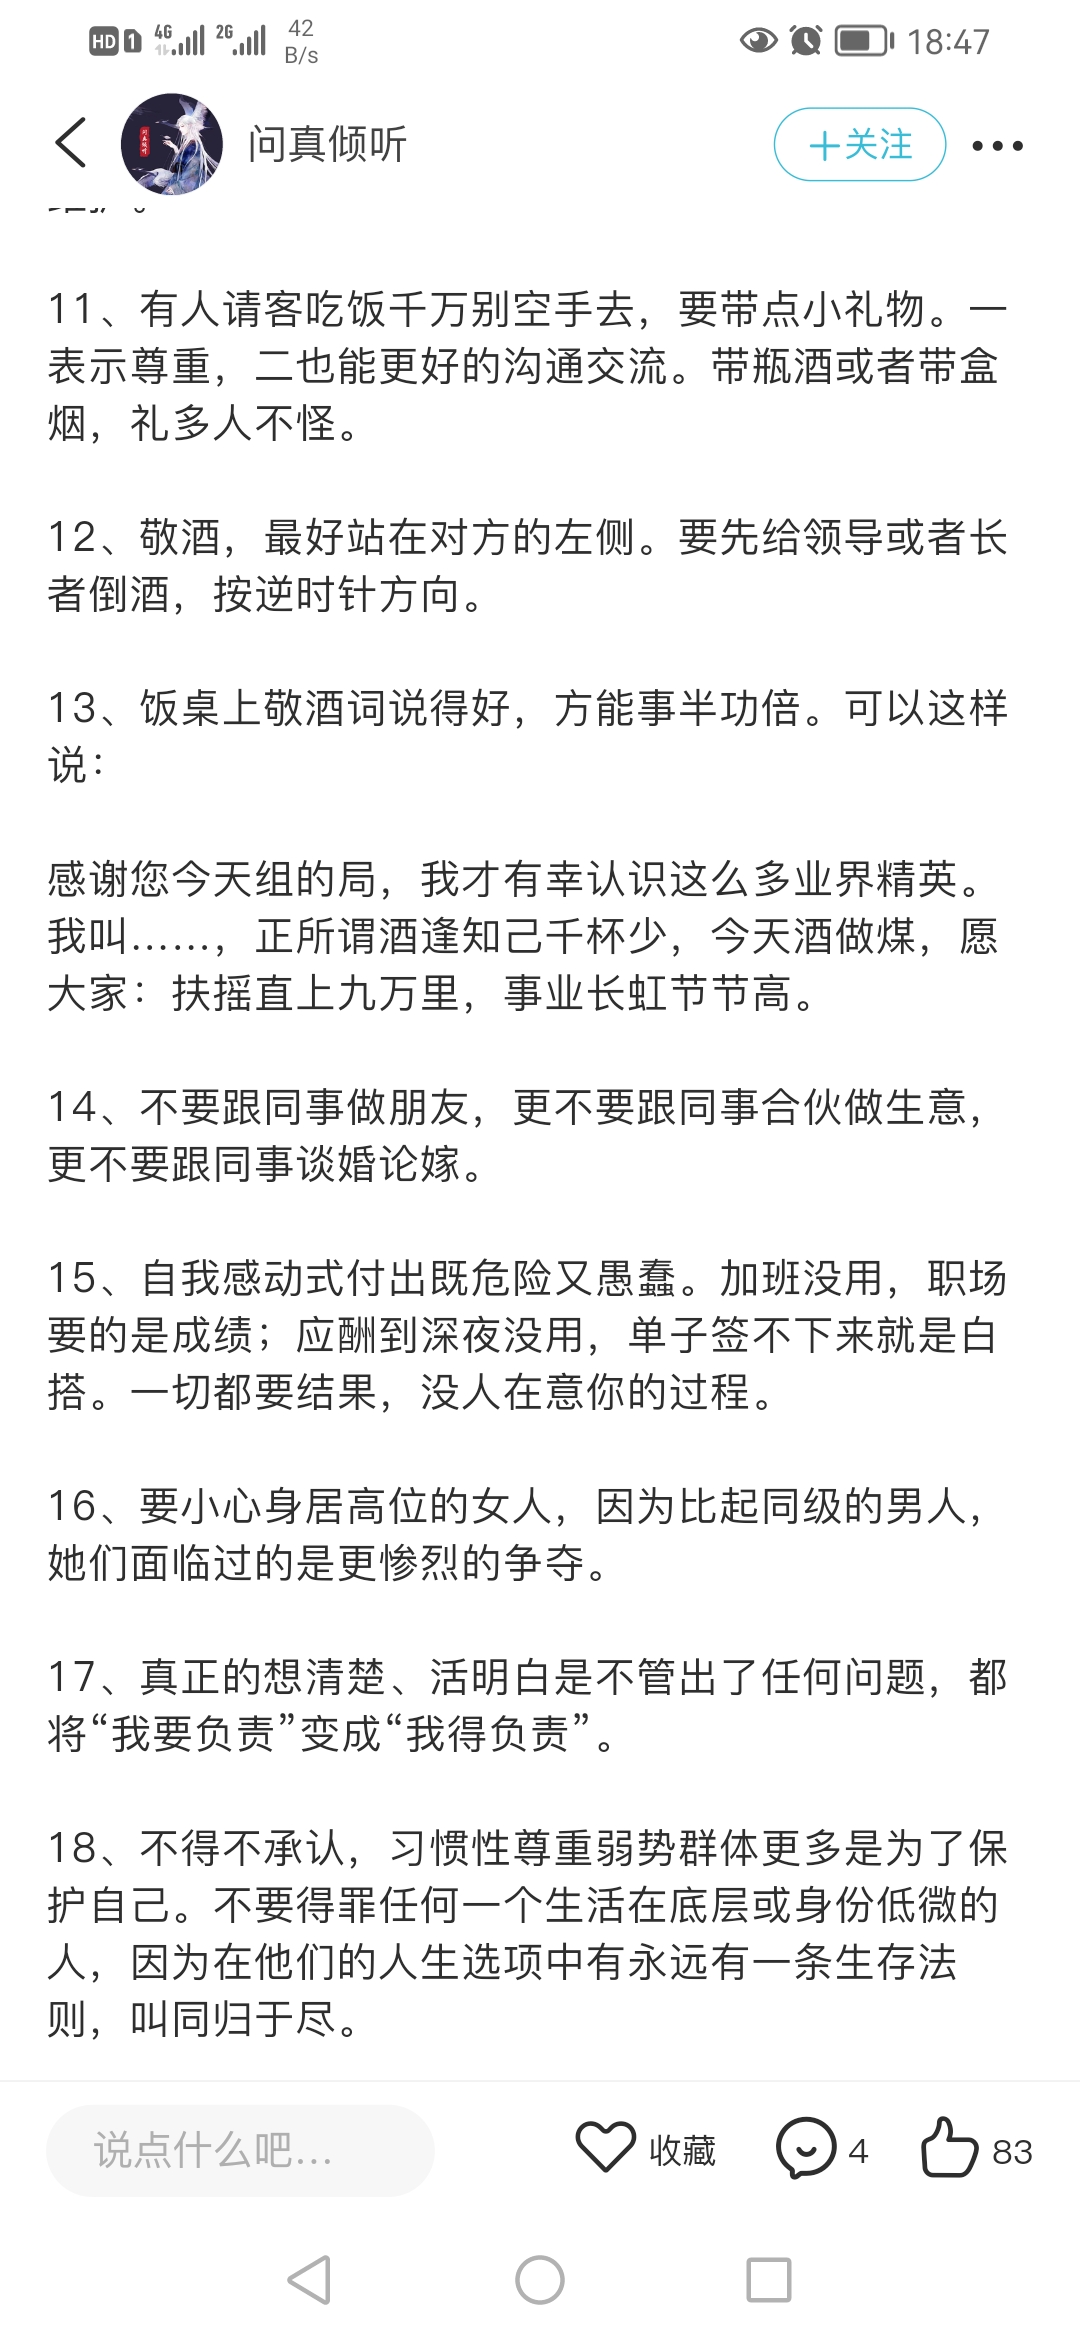 HD 1 4G 2G 42 B/s 18:47
问真倾听
+关注
11、有人请客吃饭千万别空手去，要带点小礼物。一
表示尊重，二也能更好的沟通交流。带瓶酒或者带盒
烟，礼多人不怪。
12、敬酒，最好站在对方的左侧。要先给领导或者长
者倒酒，按逆时针方向。
13、饭桌上敬酒词说得好，方能事半功倍。可以这样
说：
感谢您今天组的局，我才有幸认识这么多业界精英。
我叫……，正所谓酒逢知己千杯少，今天酒做媒，愿
大家：扶摇直上九万里，事业长虹节节高。
14、不要跟同事做朋友，更不要跟同事合伙做生意，
更不要跟同事谈婚论嫁。
15、自我感动式付出既危险又愚蠢。加班没用，职场
要的是成绩；应酬到深夜没用，单子签不下来就是白
搭。一切都要结果，没人在意你的过程。
16、要小心身居高位的女人，因为比起同级的男人，
她们面临过的是更惨烈的争夺。
17、真正的想清楚、活明白是不管出了任何问题，都
将“我要负责”变成“我得负责”。
18、不得不承认，习惯性尊重弱势群体更多是为了保
护自己。不要得罪任何一个生活在底层或身份低微的
人，因为在他们的人生选项中有永远有一条生存法
则，叫同归于尽。
说点什么吧... 收藏 4 83